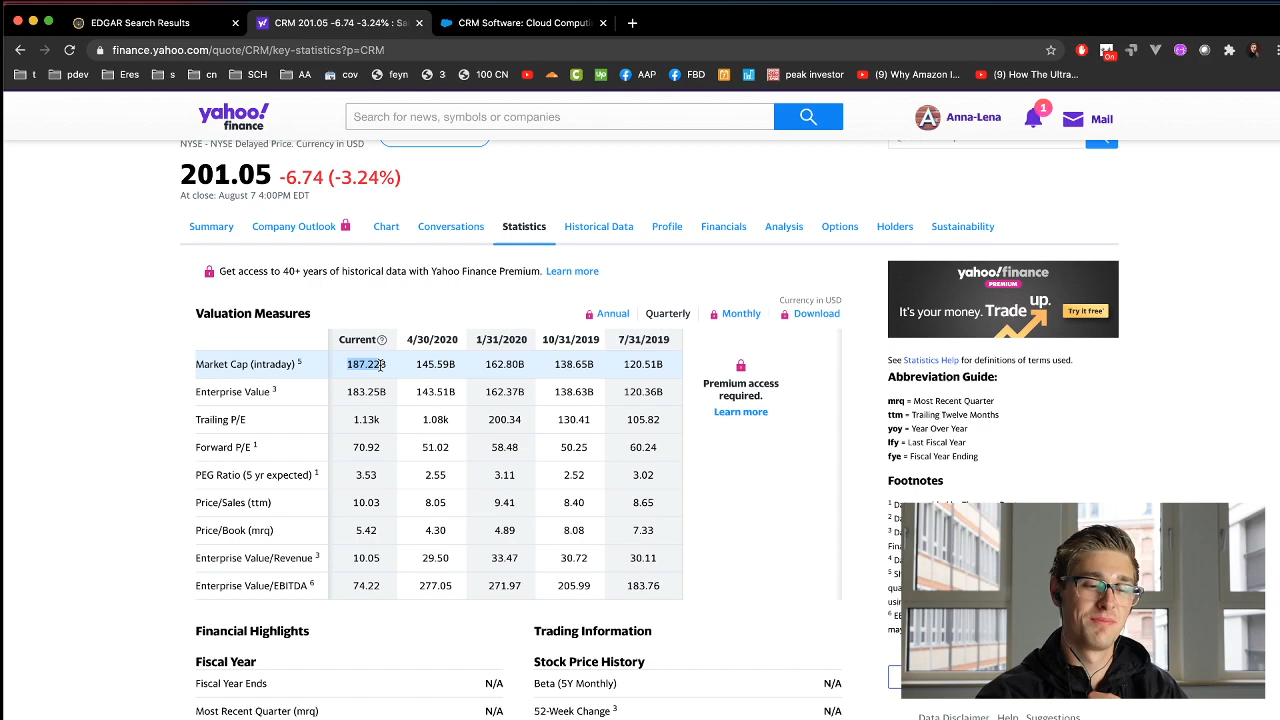 EDGAR Search Results
CRM 201.05 -6.74 -3.24% : Sa
CRM Software: Cloud Computi
finance.yahoo.com/quote/CRM/key-statistics?p=CRM
On
t pdev Eres s cn SCH AA cov feyn 3 100 CN AAP FBD peak investor (9) Why Amazon I... (9) How The Ultra...
yahoo!
finance
Search for news, symbols or companies
A
Anna-Lena
1
Mail
NYSE - NYSE Delayed Price. Currency in USD
201.05 -6.74 (-3.24%)
At close: August 7 4:00PM EDT
Summary Company Outlook Chart Conversations Statistics Historical Data Profile Financials Analysis Options Holders Sustainability
Get access to 40+ years of historical data with Yahoo Finance Premium. Learn more
Currency in USD
Valuation Measures Annual Quarterly Monthly Download
Current ? 4/30/2020 1/31/2020 10/31/2019 7/31/2019
Market Cap (intraday) 5 187.22B 145.59B 162.80B 138.65B 120.51B
Enterprise Value 3 183.25B 143.51B 162.37B 138.63B 120.36B
Trailing P/E 1.13k 1.08k 200.34 130.41 105.82
Forward P/E 1 70.92 51.02 58.48 50.25 60.24
PEG Ratio (5 yr expected) 1 3.53 2.55 3.11 2.52 3.02
Price/Sales (ttm) 10.03 8.05 9.41 8.40 8.65
Price/Book (mrq) 5.42 4.30 4.89 8.08 7.33
Enterprise Value/Revenue 3 10.05 29.50 33.47 30.72 30.11
Enterprise Value/EBITDA 6 74.22 277.05 271.97 205.99 183.76
Premium access
required.
Learn more
Financial Highlights
Fiscal Year
Fiscal Year Ends N/A
Most Recent Quarter (mrq) N/A
Trading Information
Stock Price History
Beta (5Y Monthly) N/A
52-Week Change 3 N/A
yahoo!finance
PREMIUM
It's your money. Trade up.
Try it free*
See Statistics Help for definitions of terms used.
Abbreviation Guide:
mrq = Most Recent Quarter
ttm = Trailing Twelve Months
yoy = Year Over Year
lfy = Last Fiscal Year
fye = Fiscal Year Ending
Footnotes
1
2
3
Fina
4
5
qua
usin
6
may
Data Disclaimer Help Suggestions